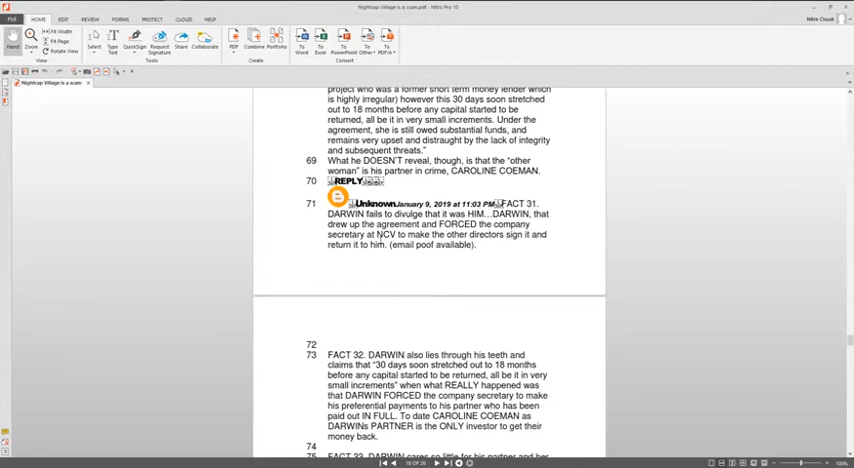 Nightcap Village is a scam.pdf - Nitro Pro 10
FILE HOME EDIT REVIEW FORMS PROTECT CLOUD HELP Nitro Cloud
Hand Zoom Fit Width Fit Page Rotate View Select Type Text QuickSign Request Signature Share Collaborate PDF Combine Portfolio To Word To Excel To PowerPoint To Other To PDF/A
View Tools Create Convert
Nightcap Village is a scam
project who was a former short term money lender which
is highly irregular) however this 30 days soon stretched
out to 18 months before any capital started to be
returned, all be it in very small increments. Under the
agreement, she is still owed substantial funds, and
remains very upset and distraught by the lack of integrity
and subsequent threats."
69 What he DOESN'T reveal, though, is that the "other
woman" is his partner in crime, CAROLINE COEMAN.
70 REPLY
71 Unknown January 9, 2019 at 11:03 PM FACT 31.
DARWIN fails to divulge that it was HIM…DARWIN, that
drew up the agreement and FORCED the company
secretary at NCV to make the other directors sign it and
return it to him. (email poof available).
72
73 FACT 32. DARWIN also lies through his teeth and
claims that "30 days soon stretched out to 18 months
before any capital started to be returned, all be it in very
small increments" when what REALLY happened was
that DARWIN FORCED the company secretary to make
his preferential payments to his partner who has been
paid out IN FULL. To date CAROLINE COEMAN as
DARWINs PARTNER is the ONLY investor to get their
money back.
74
75 FACT 33. DARWIN cares so little for his partner and her
18 OF 26
100%